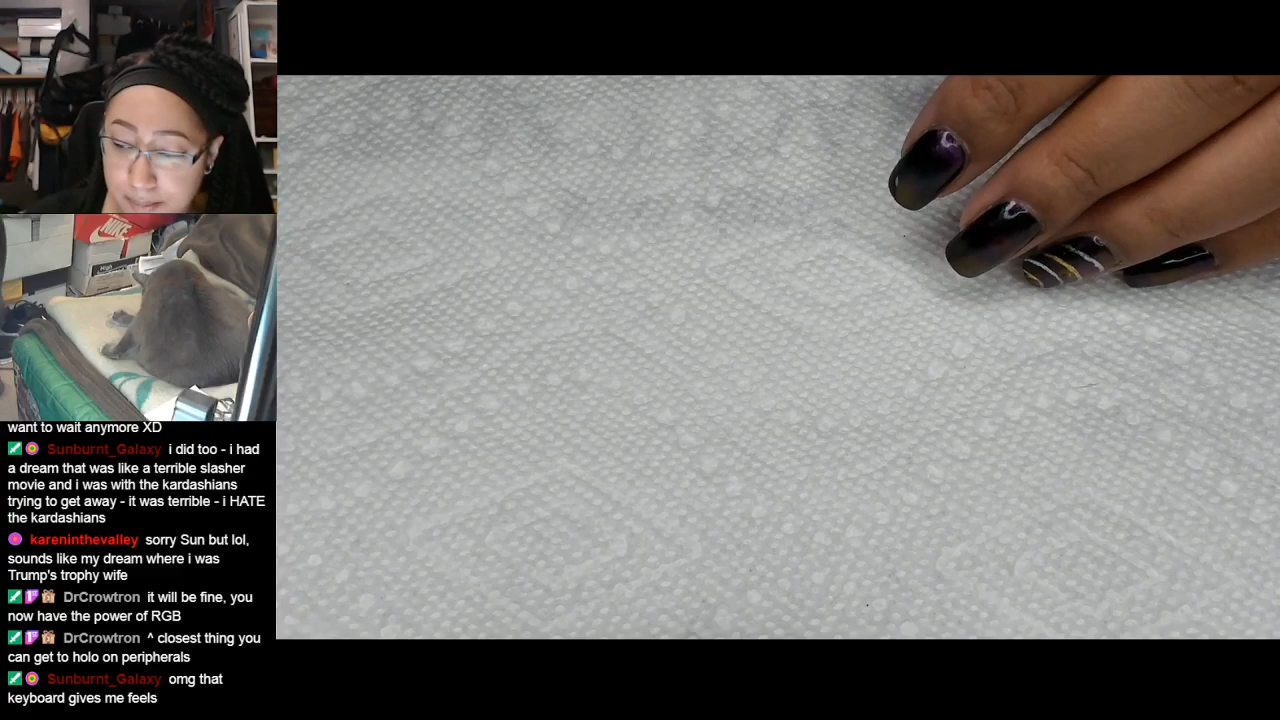 NIKE
High
want to wait anymore XD
Sunburnt_Galaxy i did too - i had
a dream that was like a terrible slasher
movie and i was with the kardashians
trying to get away - it was terrible - i HATE
the kardashians
kareninthevalley sorry Sun but lol,
sounds like my dream where i was
Trump's trophy wife
1st DrCrowtron it will be fine, you
now have the power of RGB
1st DrCrowtron ^ closest thing you
can get to holo on peripherals
Sunburnt_Galaxy omg that
keyboard gives me feels